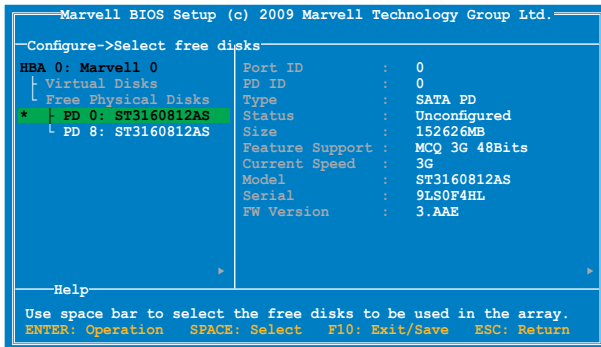 Marvell BIOS Setup (c) 2009 Marvell Technology Group Ltd.
Configure->Select free disks
HBA 0: Marvell 0
Virtual Disks
Free Physical Disks
* PD 0: ST3160812AS
PD 8: ST3160812AS
Port ID : 0
PD ID : 0
Type : SATA PD
Status : Unconfigured
Size : 152626MB
Feature Support : MCQ 3G 48Bits
Current Speed : 3G
Model : ST3160812AS
Serial : 9LS0F4HL
FW Version : 3.AAE
Help
Use space bar to select the free disks to be used in the array.
ENTER: Operation SPACE: Select F10: Exit/Save ESC: Return